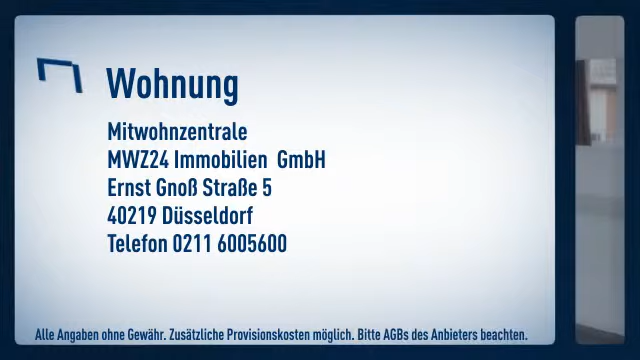 Wohnung
Mitwohnzentrale
MWZ24 Immobilien GmbH
Ernst Gnoß Straße 5
40219 Düsseldorf
Telefon 0211 6005600
Alle Angaben ohne Gewähr. Zusätzliche Provisionskosten möglich. Bitte AGBs des Anbieters beachten.